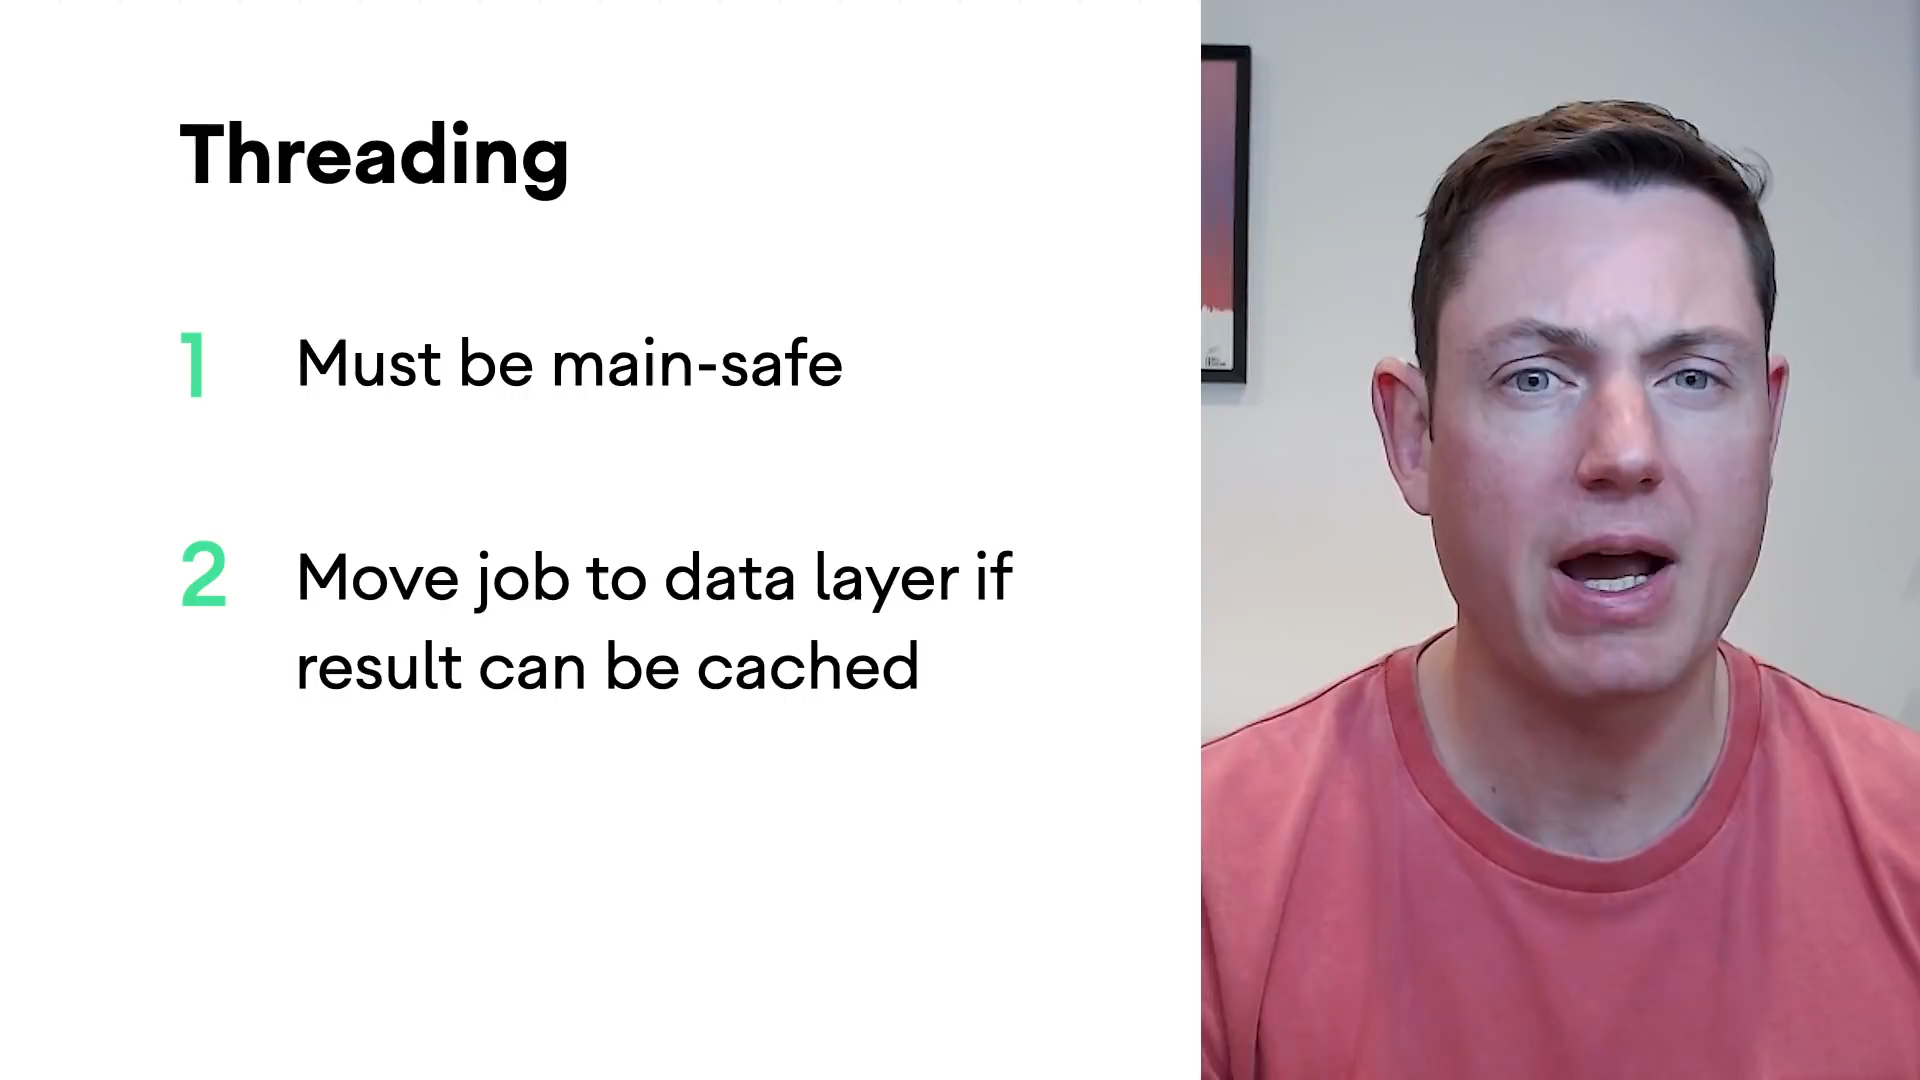 Threading
1 Must be main-safe
2 Move job to data layer if
result can be cached